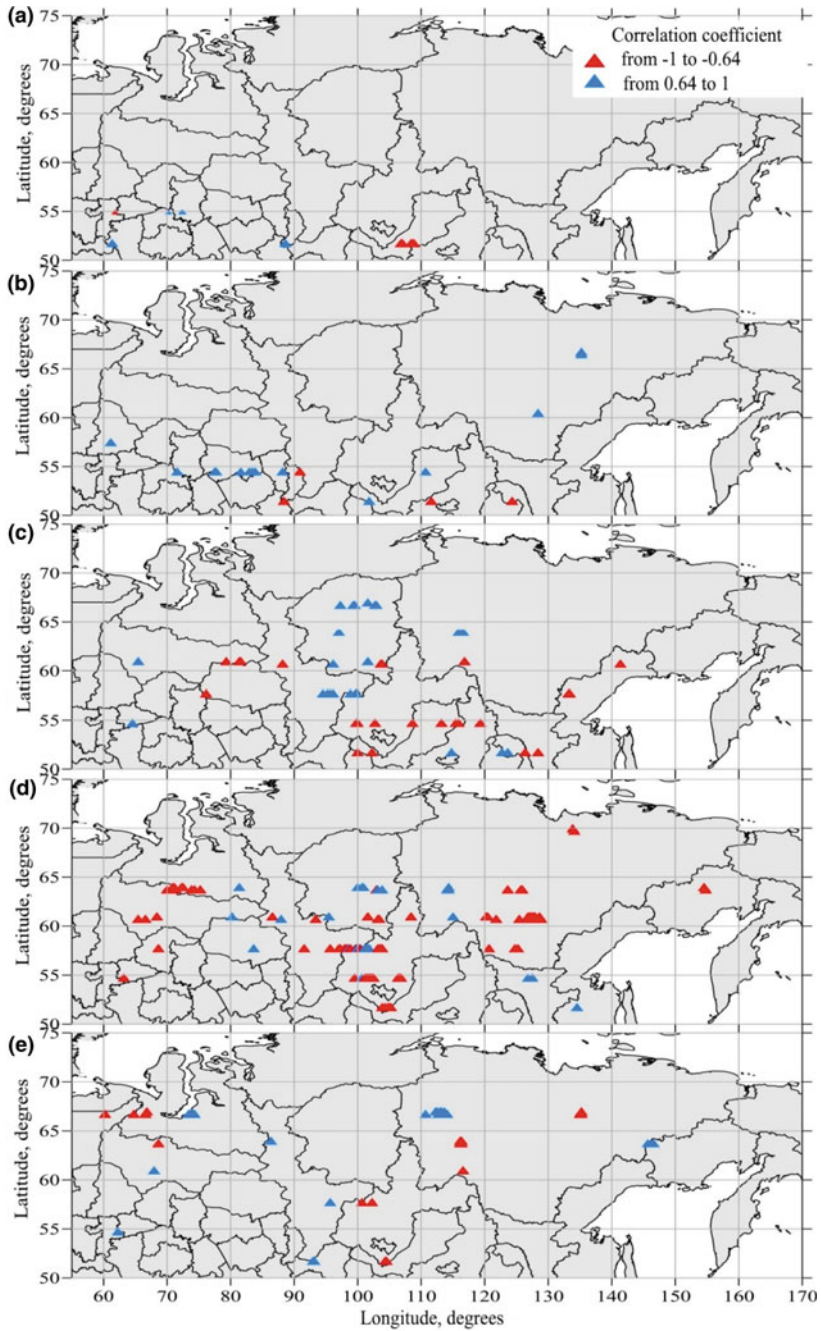 (a)
75
70
65
60
55
50
Latitude, degrees
Correlation coefficient
from -1 to -0.64
from 0.64 to 1
(b)
75
70
65
60
55
50
Latitude, degrees
(c)
75
70
65
60
55
50
Latitude, degrees
(d)
75
70
65
60
55
50
Latitude, degrees
(e)
75
70
65
60
55
50
Latitude, degrees
60 70 80 90 100 110 120 130 140 150 160 170
Longitude, degrees